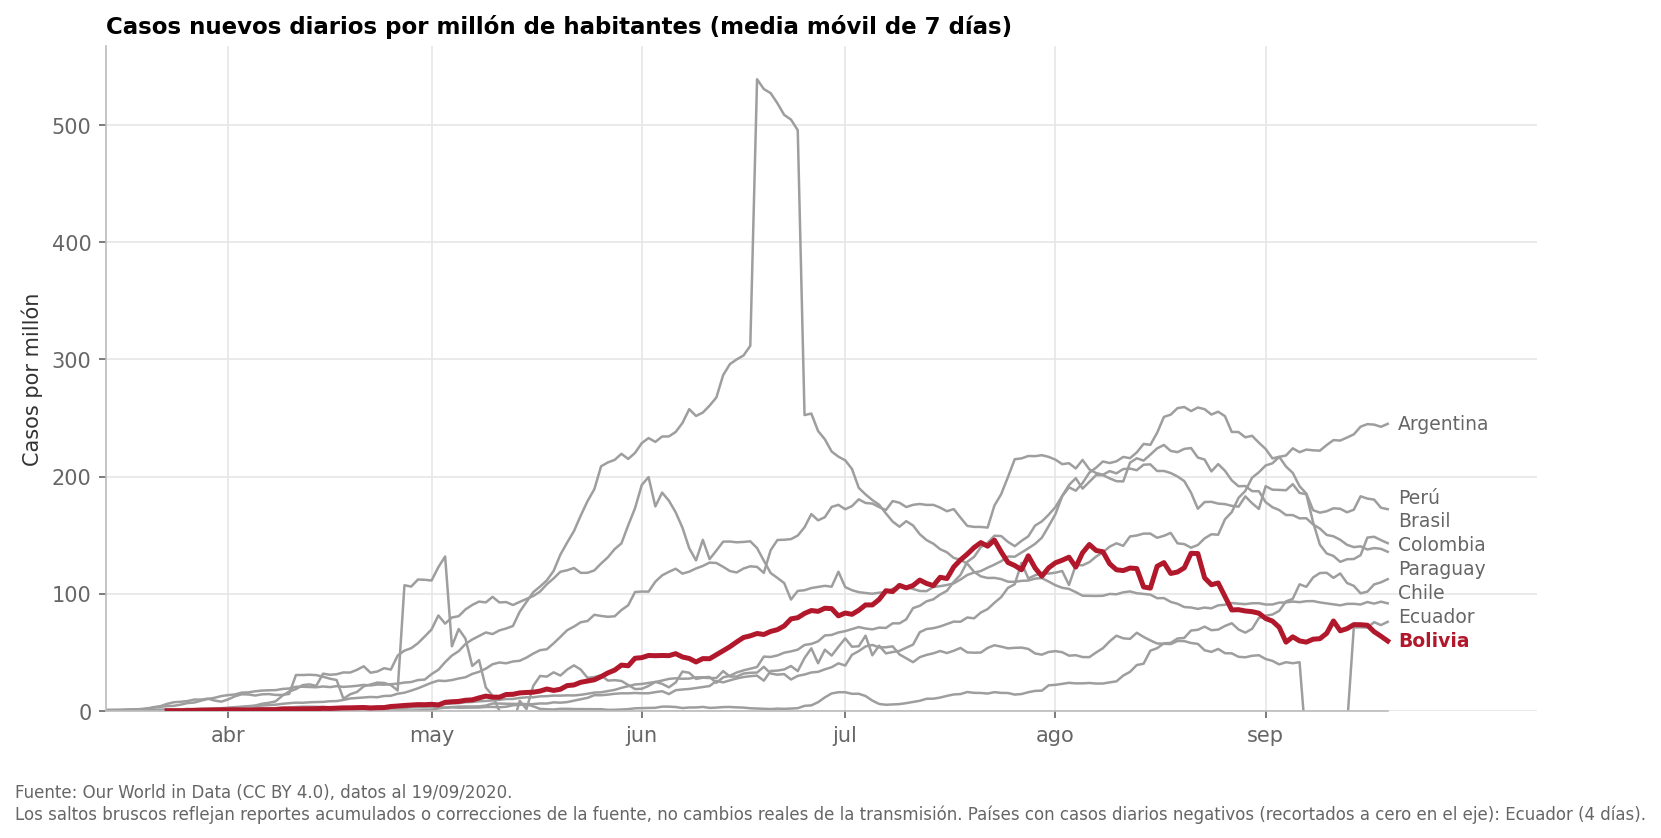 Casos nuevos diarios por millón de habitantes (media móvil de 7 días)
Casos por millón
500
400
300
200
100
0
Argentina
Perú
Brasil
Colombia
Paraguay
Chile
Ecuador
Bolivia
abr
may
jun
jul
ago
sep
Fuente: Our World in Data (CC BY 4.0), datos al 19/09/2020.
Los saltos bruscos reflejan reportes acumulados o correcciones de la fuente, no cambios reales de la transmisión. Países con casos diarios negativos (recortados a cero en el eje): Ecuador (4 días).